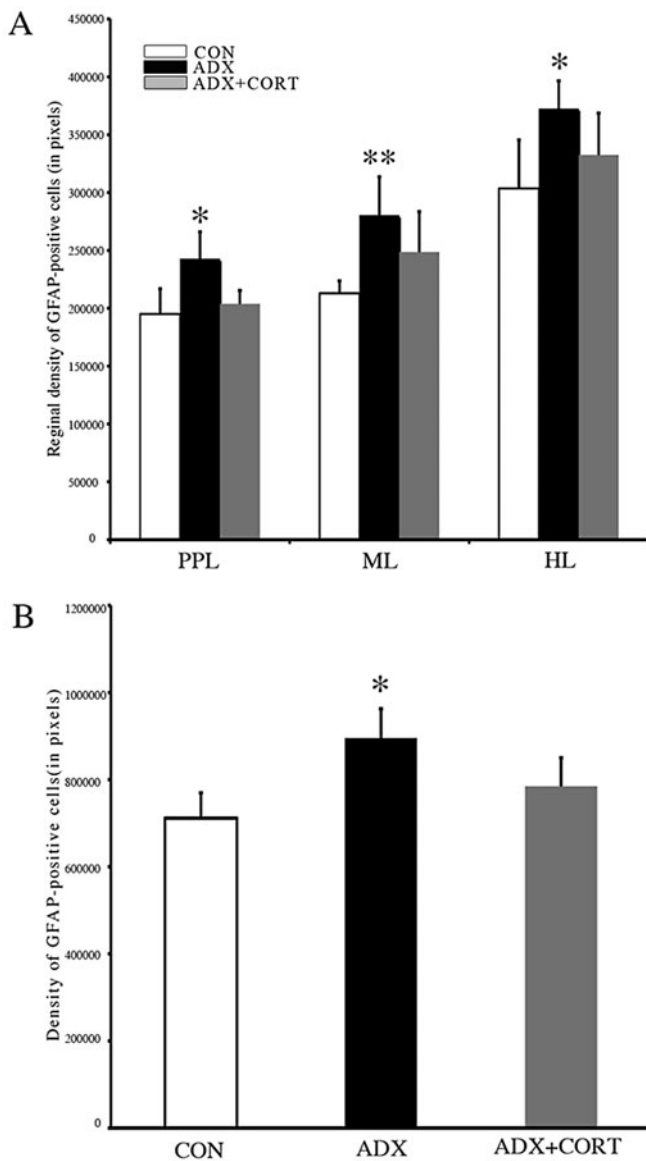 A
Reginal density of GFAP-positive cells (in pixels)
450000
400000
350000
300000
250000
200000
150000
100000
50000
0
CON
ADX
ADX+CORT
*
**
*
PPL ML HL
B
Density of GFAP-positive cells(in pixels)
1200000
1000000
800000
600000
400000
200000
0
*
CON ADX ADX+CORT